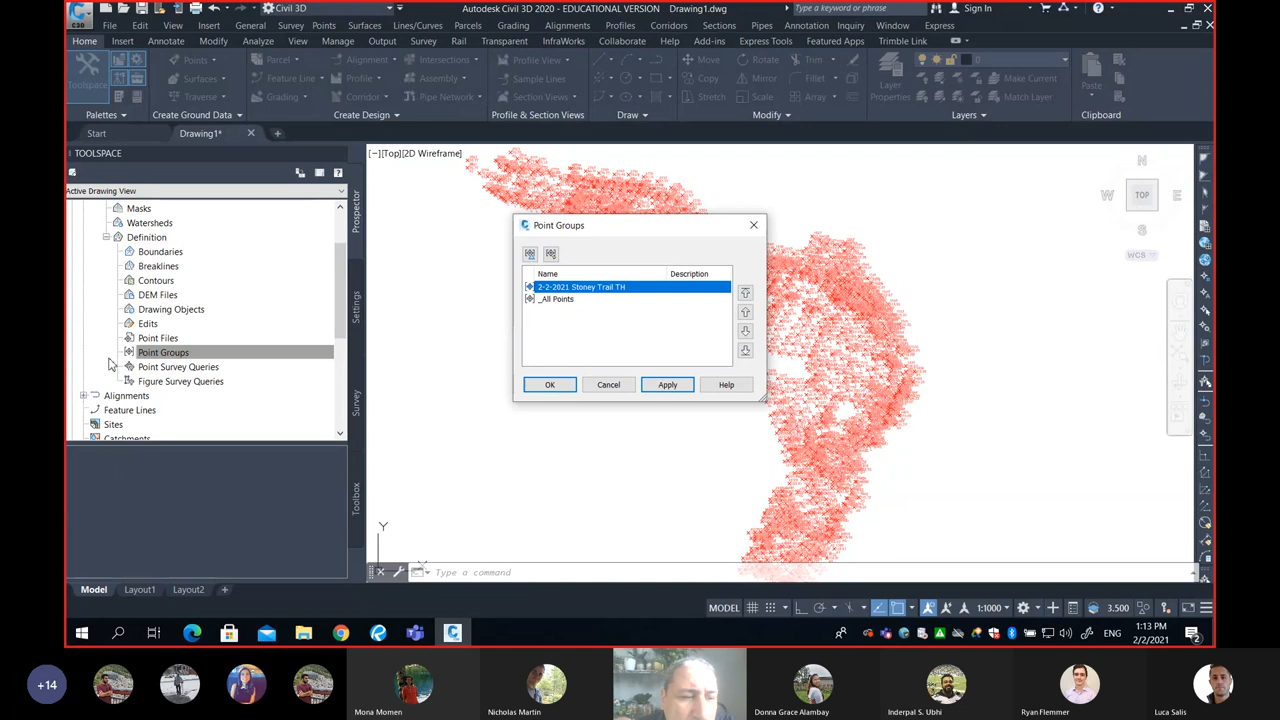 Civil 3D
Autodesk Civil 3D 2020 - EDUCATIONAL VERSION Drawing1.dwg
Type a keyword or phrase
Sign In
C3D
File Edit View Insert General Survey Points Surfaces Lines/Curves Parcels Grading Alignments Profiles Corridors Sections Pipes Annotation Inquiry Window Express
Home Insert Annotate Modify Analyze View Manage Output Survey Rail Transparent InfraWorks Collaborate Help Add-ins Express Tools Featured Apps Trimble Link
Toolspace
Points Parcel Alignment Intersections Profile View Move Rotate Trim 0
Surfaces Feature Line Profile Assembly Sample Lines Copy Mirror Fillet Make Current
Traverse Grading Corridor Pipe Network Section Views Stretch Scale Array Match Layer
Layer Properties
Paste
Palettes Create Ground Data Create Design Profile & Section Views Draw Modify Layers Clipboard
Start Drawing1*
TOOLSPACE
Active Drawing View
Masks
Watersheds
Definition
Boundaries
Breaklines
Contours
DEM Files
Drawing Objects
Edits
Point Files
Point Groups
Point Survey Queries
Figure Survey Queries
Alignments
Feature Lines
Sites
Catchments
Prospector
Settings
Survey
Toolbox
[−][Top][2D Wireframe]
N
W TOP E
S
WCS
Point Groups
Name Description
2-2-2021 Stoney Trail TH
_All Points
OK Cancel Apply Help
Y
X
Type a command
Model Layout1 Layout2
MODEL 1:1000 3.500
ENG
1:13 PM
2/2/2021
2
+14
Mona Momen
Nicholas Martin
Donna Grace Alambay
Inderpal S. Ubhi
Ryan Flemmer
Luca Salis